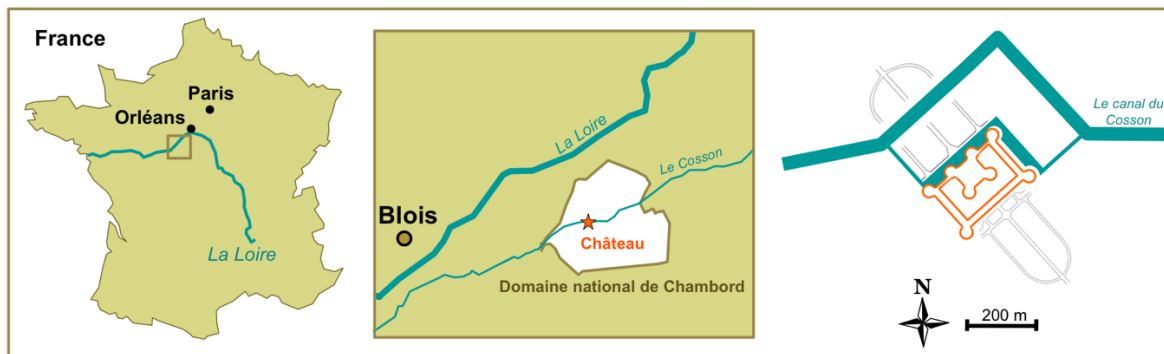 France
Paris
Orléans
La Loire
La Loire
Le Cosson
Blois
Château
Domaine national de Chambord
Le canal du
Cosson
N
200 m